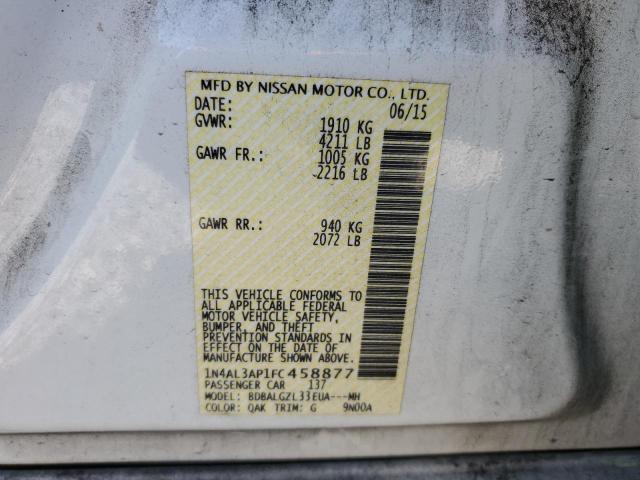 MFD BY NISSAN MOTOR CO., LTD.
DATE: 06/15
GVWR: 1910 KG
4211 LB
GAWR FR.: 1005 KG
2216 LB
GAWR RR.: 940 KG
2072 LB
THIS VEHICLE CONFORMS TO
ALL APPLICABLE FEDERAL
MOTOR VEHICLE SAFETY,
BUMPER, AND THEFT
PREVENTION STANDARDS IN
EFFECT ON THE DATE OF
MANUFACTURE SHOWN ABOVE.
1N4AL3AP1FC458877
PASSENGER CAR 137
MODEL: BDBALGZL33EUA---MH
COLOR: QAK TRIM: G 9N00A